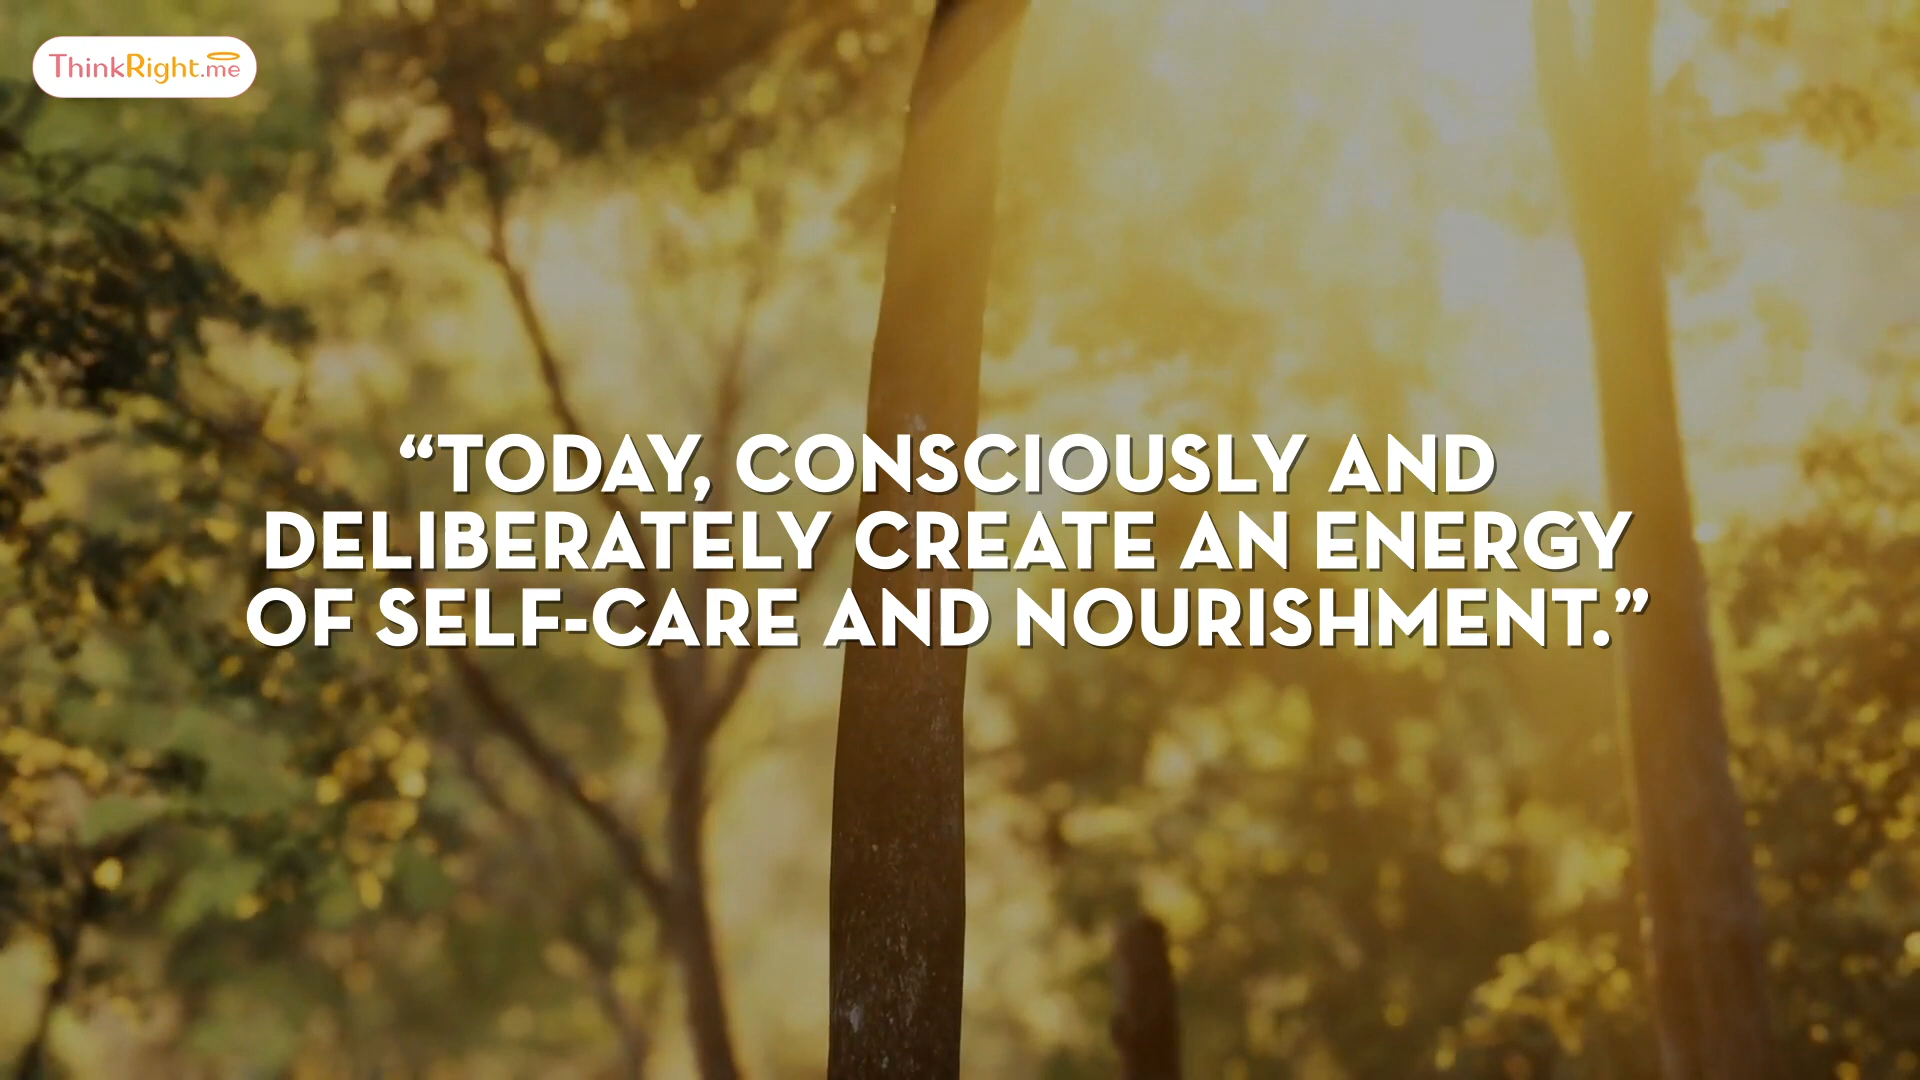 ThinkRight.me
“TODAY, CONSCIOUSLY AND
DELIBERATELY CREATE AN ENERGY
OF SELF-CARE AND NOURISHMENT.”